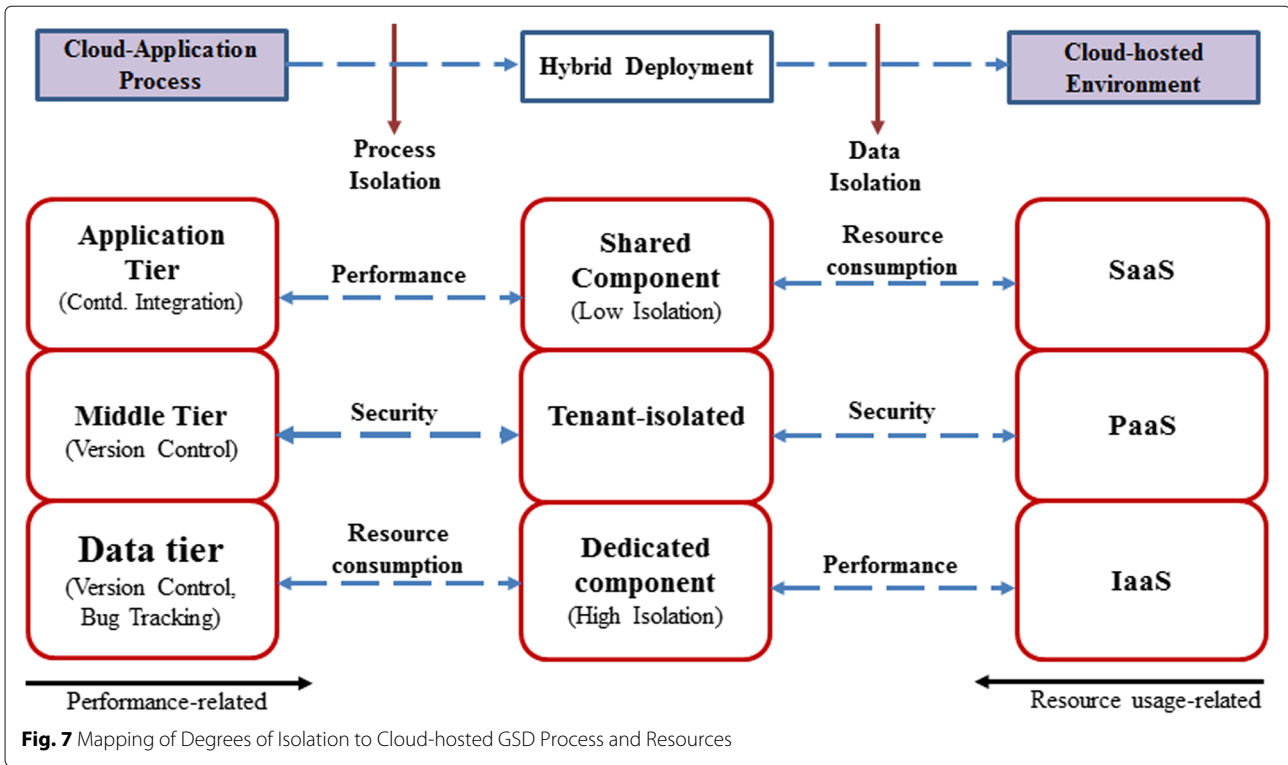 Cloud-Application
Process
Hybrid Deployment
Cloud-hosted
Environment
Process
Isolation
Data
Isolation
Application
Tier
(Contd. Integration)
Performance
Shared
Component
(Low Isolation)
Resource
consumption
SaaS
Middle Tier
(Version Control)
Security
Tenant-isolated
Security
PaaS
Data tier
(Version Control,
Bug Tracking)
Resource
consumption
Dedicated
component
(High Isolation)
Performance
IaaS
Performance-related
Resource usage-related
Fig. 7 Mapping of Degrees of Isolation to Cloud-hosted GSD Process and Resources